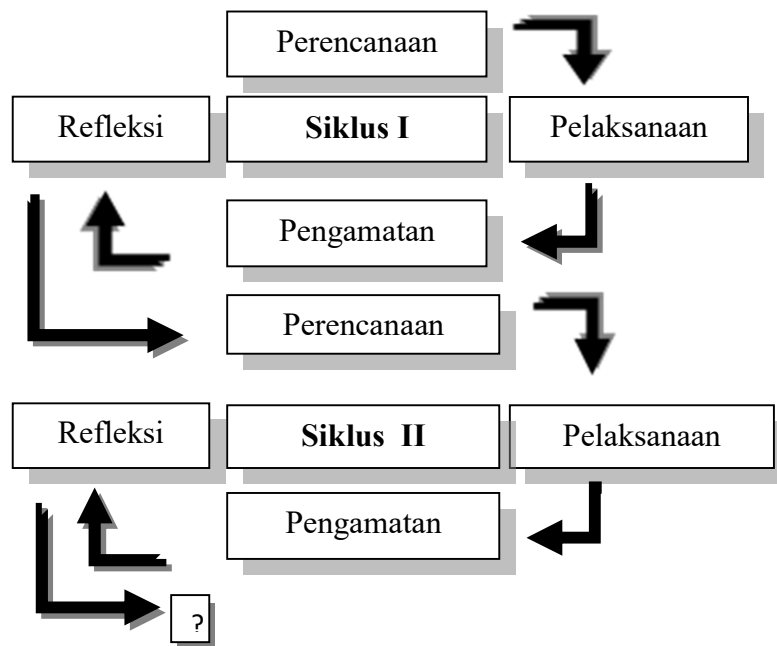 Perencanaan
Refleksi
Siklus I
Pelaksanaan
Pengamatan
Perencanaan
Refleksi
Siklus  II
Pelaksanaan
Pengamatan
?